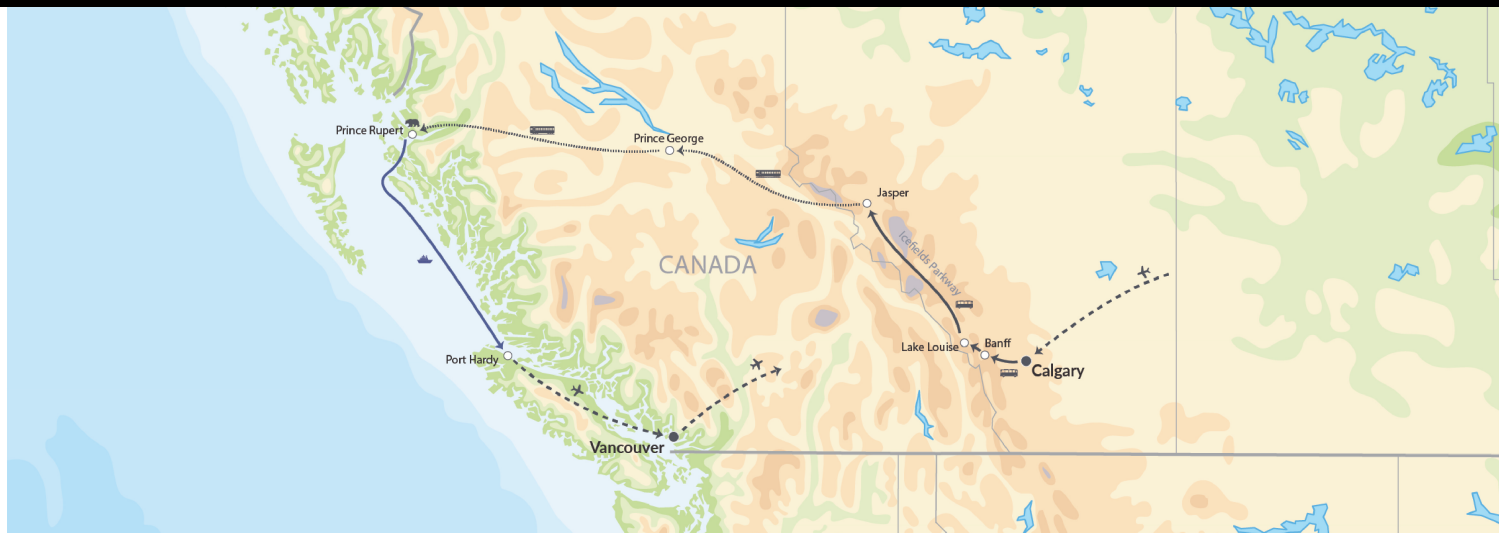 Prince Rupert
Prince George
Jasper
Icefields Parkway
CANADA
Lake Louise
Banff
Calgary
Port Hardy
Vancouver